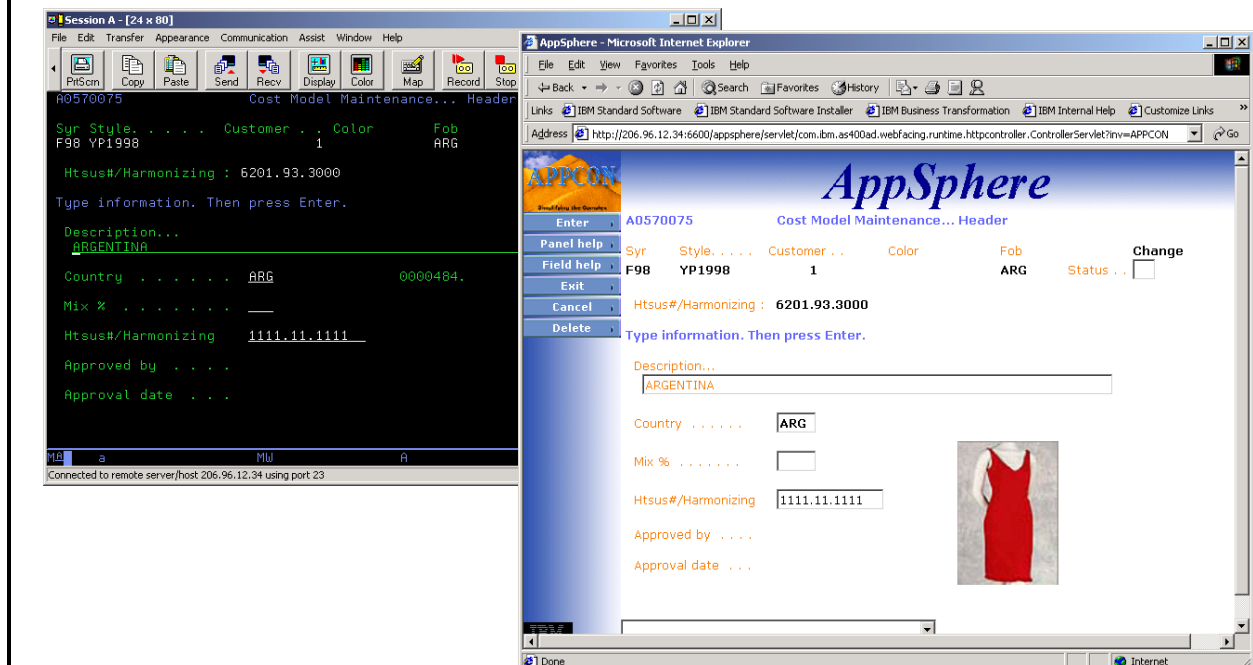 Session A - [24 x 80]
File Edit Transfer Appearance Communication Assist Window Help
PrtScrn Copy Paste Send Recv Display Color Map Record Stop
A0570075 Cost Model Maintenance... Header
Syr Style. . . . . Customer . . Color Fob
F98 YP1998 1 ARG
Htsus#/Harmonizing : 6201.93.3000
Type information. Then press Enter.
Description...
ARGENTINA
Country . . . . . . ARG 0000484.
Mix % . . . . . . .
Htsus#/Harmonizing 1111.11.1111
Approved by . . . .
Approval date . . .
MA a MW A
Connected to remote server/host 206.96.12.34 using port 23
AppSphere - Microsoft Internet Explorer
File Edit View Favorites Tools Help
Back Search Favorites History
Links IBM Standard Software IBM Standard Software Installer IBM Business Transformation IBM Internal Help Customize Links »
Address http://206.96.12.34:6600/appsphere/servlet/com.ibm.as400ad.webfacing.runtime.httpcontroller.ControllerServlet?inv=APPCON Go
APPCON
AppSphere
Enter
Panel help
Field help
Exit
Cancel
Delete
A0570075 Cost Model Maintenance... Header
Syr Style. . . . . Customer . . Color Fob Change
F98 YP1998 1 ARG Status . .
Htsus#/Harmonizing : 6201.93.3000
Type information. Then press Enter.
Description...
ARGENTINA
Country . . . . . . ARG
Mix % . . . . . . .
Htsus#/Harmonizing 1111.11.1111
Approved by . . . .
Approval date . . .
IBM
Done Internet